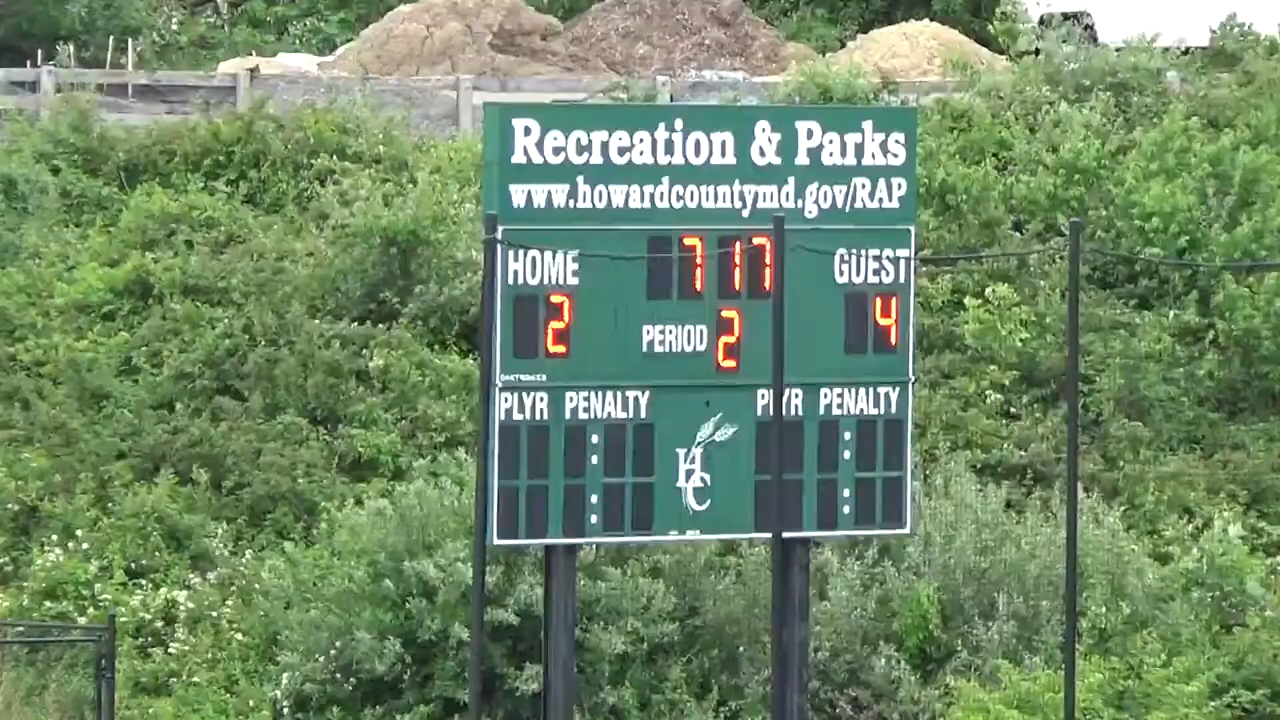 Recreation & Parks
www.howardcountymd.gov/RAP
HOME 7 17 GUEST
2 PERIOD 2 4
DAKTRONICS
PLYR PENALTY PLYR PENALTY
HC